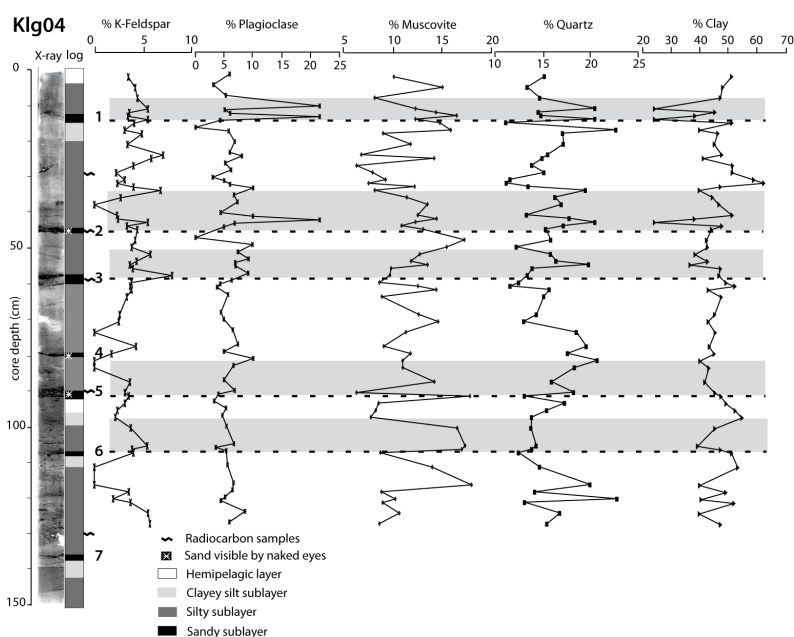 Klg04
% K-Feldspar % Plagioclase % Muscovite % Quartz % Clay
X-ray log
0 5 10 0 5 10 15 20 25 5 10 15 20 10 15 20 25 20 30 40 50 60 70
0
1
2
50
3
4
5
100
6
7
150
core depth (cm)
Radiocarbon samples
Sand visible by naked eyes
Hemipelagic layer
Clayey silt sublayer
Silty sublayer
Sandy sublayer